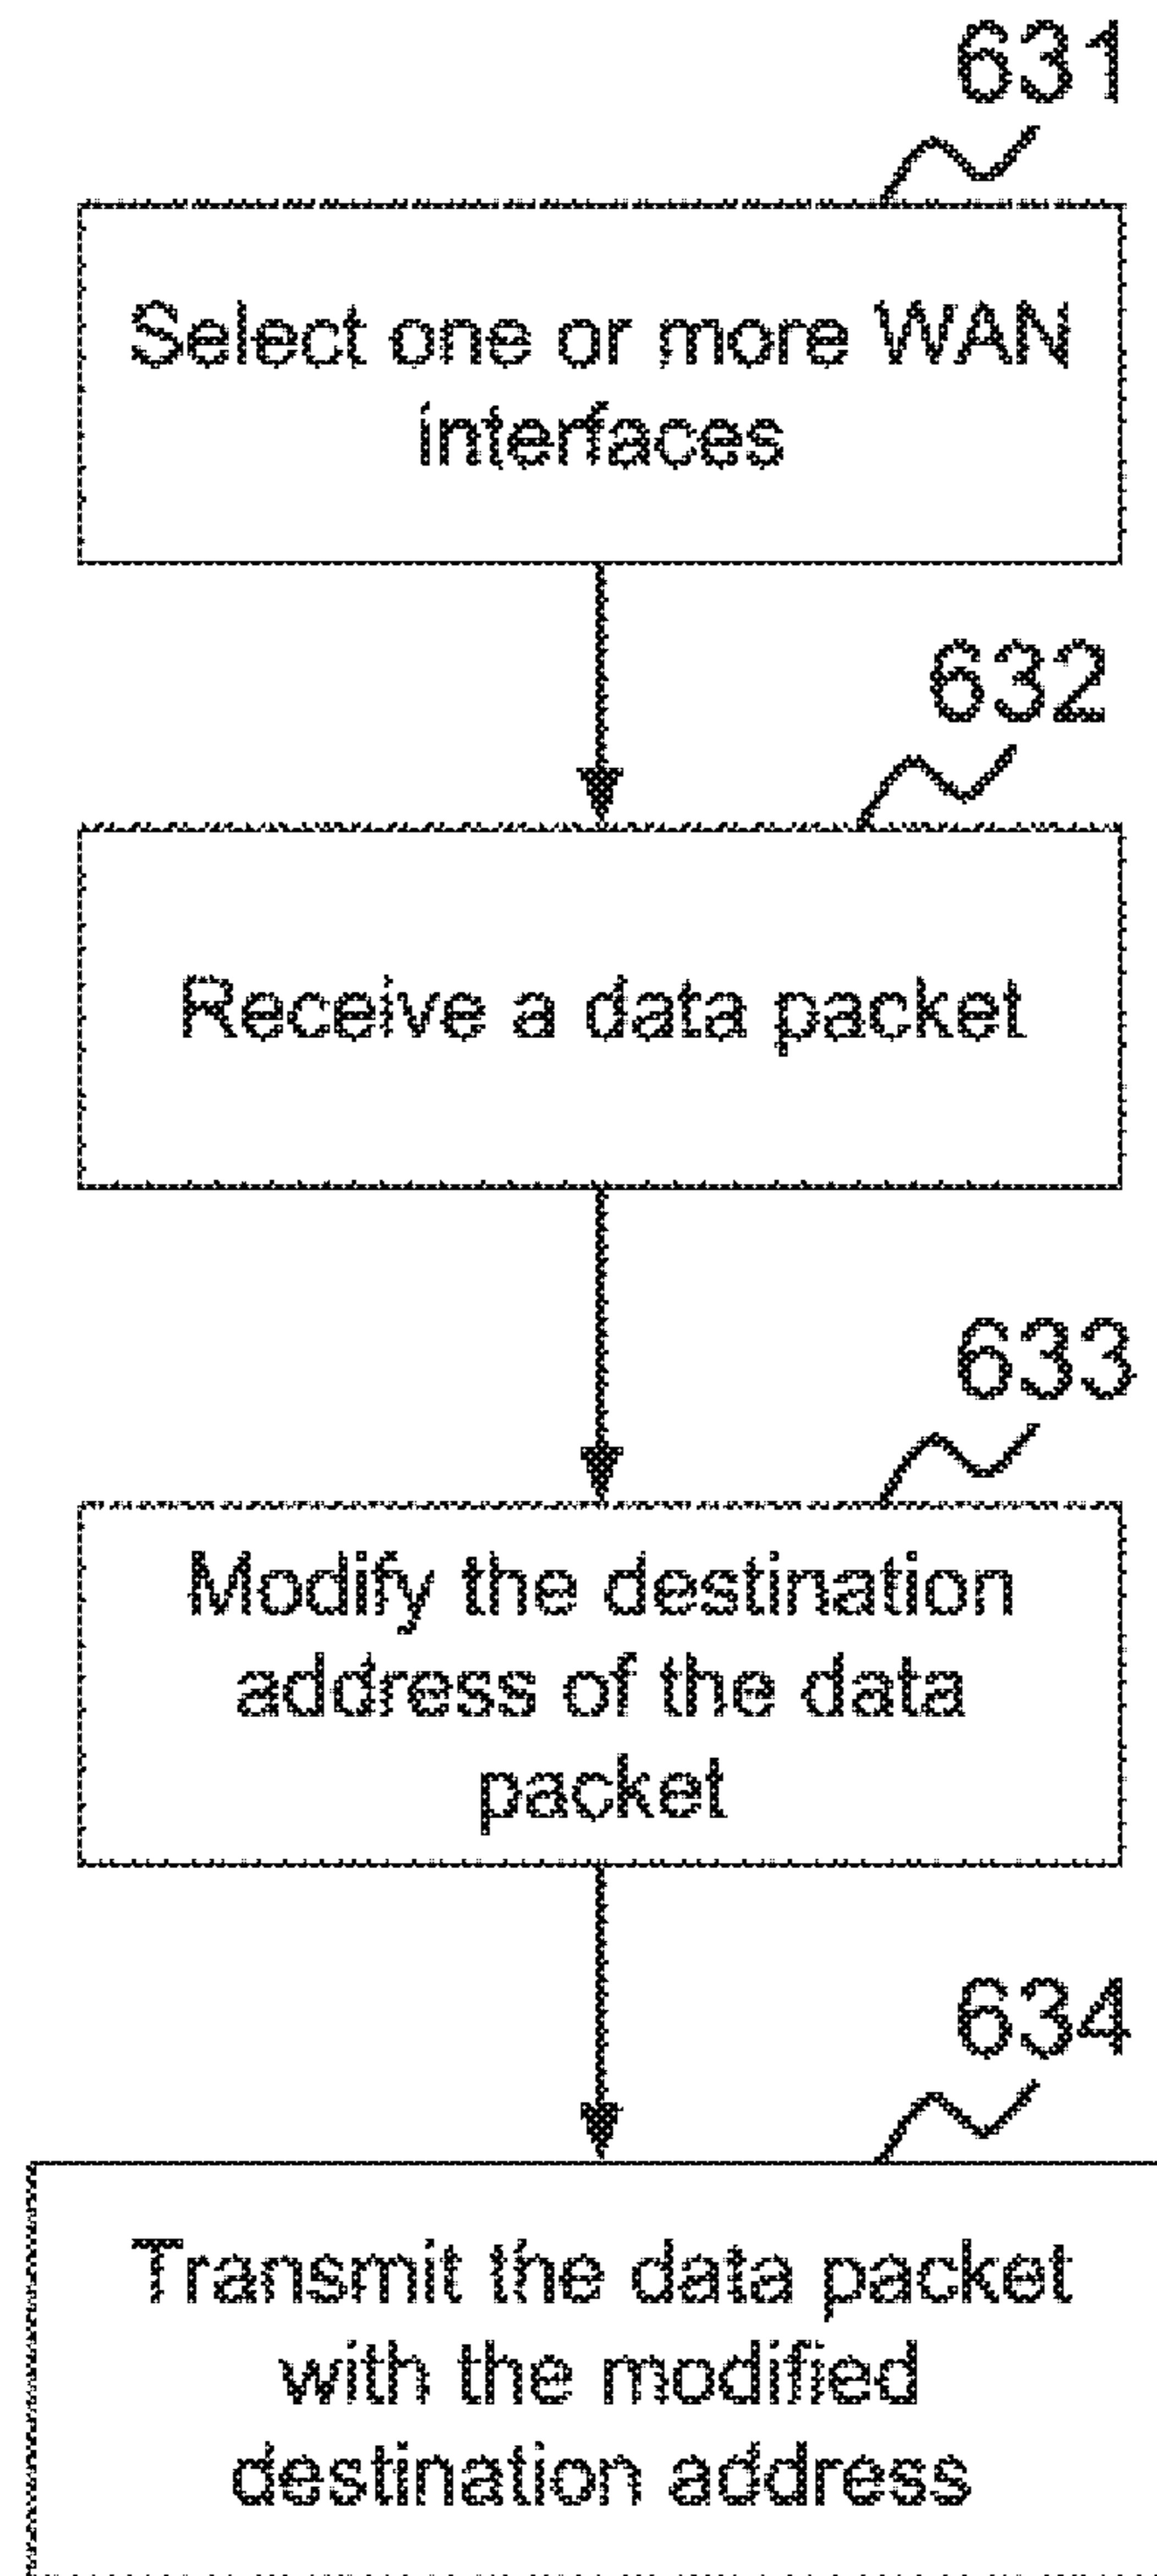 631
Select one or more WAN
interfaces
632
Receive a data packet
633
Modify the destination
address of the data
packet
634
Transmit the data packet
with the modified
destination address